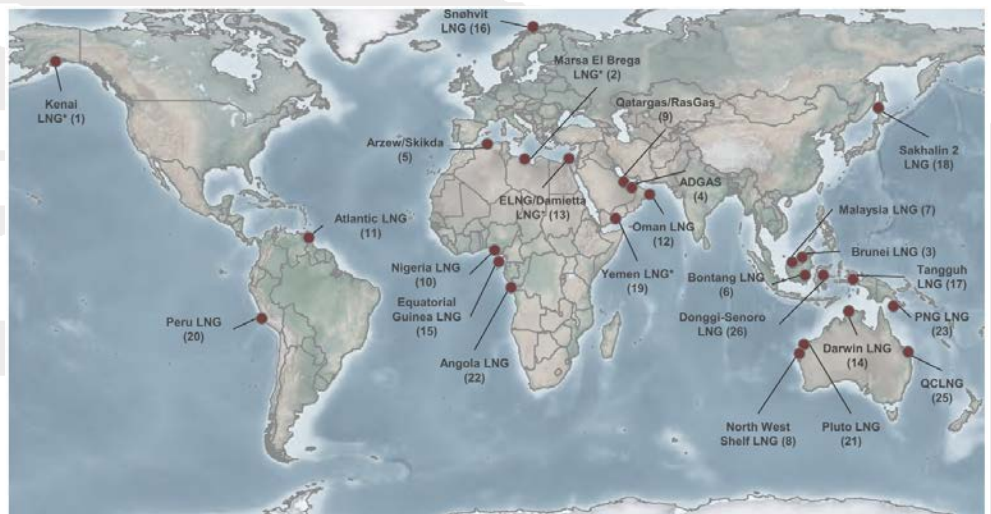 Snøhvit
LNG (16)
Marsa El Brega
LNG* (2)
Kenai
LNG* (1)
Qatargas/RasGas
(9)
Arzew/Skikda
(5)
Sakhalin 2
LNG (18)
ADGAS
(4)
ELNG/Damietta
LNG* (13)
Malaysia LNG (7)
Atlantic LNG
(11)
Oman LNG
(12)
Brunei LNG (3)
Nigeria LNG
(10)
Yemen LNG*
(19)
Bontang LNG
(6)
Tangguh
LNG (17)
Equatorial
Guinea LNG
(15)
Donggi-Senoro
LNG (26)
Peru LNG
(20)
PNG LNG
(23)
Angola LNG
(22)
Darwin LNG
(14)
QCLNG
(25)
North West
Shelf LNG (8)
Pluto LNG
(21)